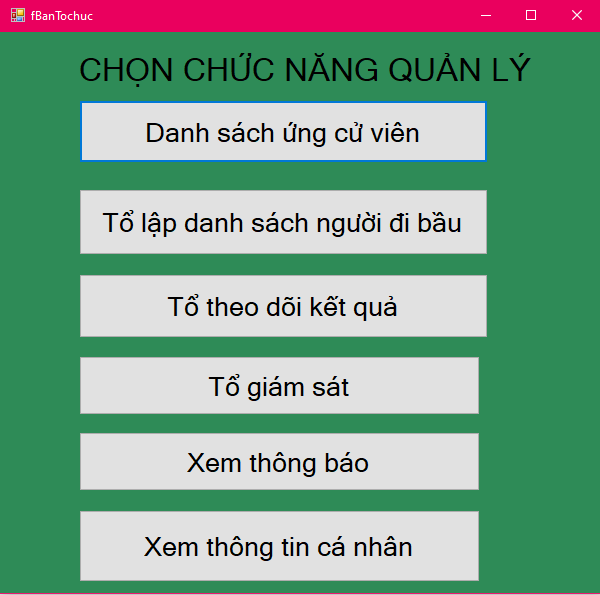 fBanTochuc
CHỌN CHỨC NĂNG QUẢN LÝ
Danh sách ứng cử viên
Tổ lập danh sách người đi bầu
Tổ theo dõi kết quả
Tổ giám sát
Xem thông báo
Xem thông tin cá nhân